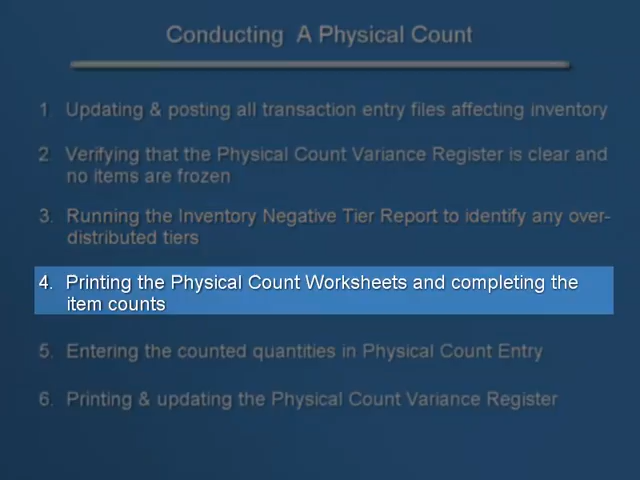 Conducting A Physical Count
1. Updating & posting all transaction entry files affecting inventory
2. Verifying that the Physical Count Variance Register is clear and
no items are frozen
3. Running the Inventory Negative Tier Report to identify any over-
distributed tiers
4. Printing the Physical Count Worksheets and completing the
item counts
5. Entering the counted quantities in Physical Count Entry
6. Printing & updating the Physical Count Variance Register